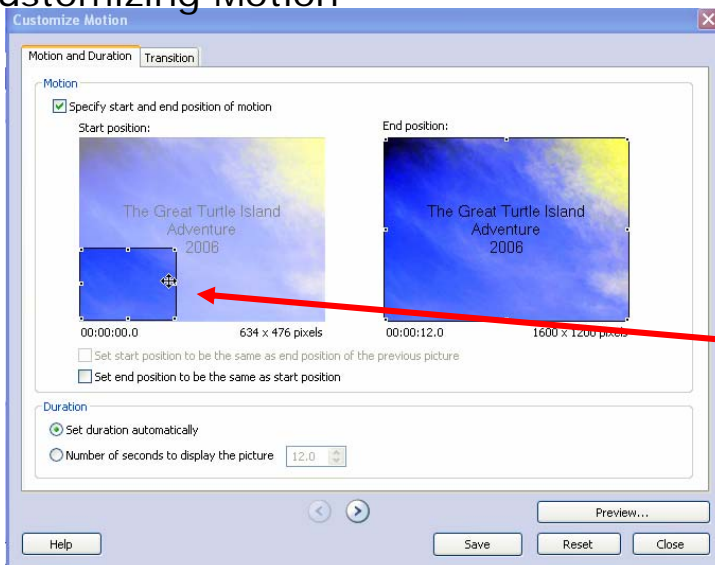 Customizing Motion
Customize Motion
Motion and Duration Transition
Motion
Specify start and end position of motion
Start position: End position:
The Great Turtle Island
Adventure
2006
The Great Turtle Island
Adventure
2006
00:00:00.0 634 x 476 pixels 00:00:12.0 1600 x 1200 pixels
Set start position to be the same as end position of the previous picture
Set end position to be the same as start position
Duration
Set duration automatically
Number of seconds to display the picture 12.0
Preview...
Help Save Reset Close